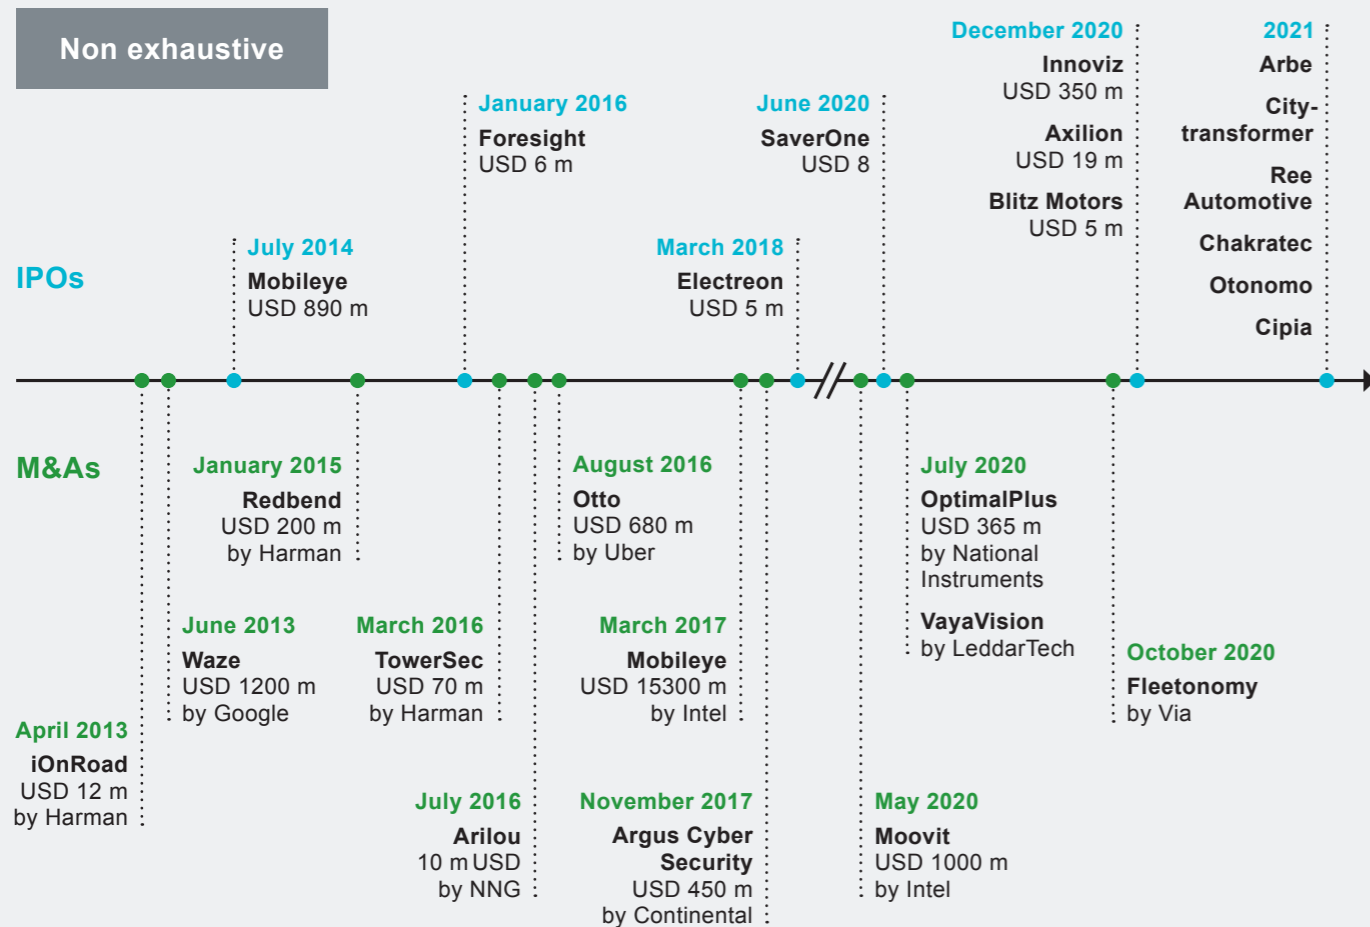 Non exhaustive
IPOs
July 2014
Mobileye
USD 890 m
January 2016
Foresight
USD 6 m
March 2018
Electreon
USD 5 m
June 2020
SaverOne
USD 8
December 2020
Innoviz
USD 350 m
Axilion
USD 19 m
Blitz Motors
USD 5 m
2021
Arbe
City-
transformer
Ree
Automotive
Chakratec
Otonomo
Cipia
M&As
April 2013
iOnRoad
USD 12 m
by Harman
June 2013
Waze
USD 1200 m
by Google
January 2015
Redbend
USD 200 m
by Harman
March 2016
TowerSec
USD 70 m
by Harman
July 2016
Arilou
10 m USD
by NNG
August 2016
Otto
USD 680 m
by Uber
March 2017
Mobileye
USD 15300 m
by Intel
November 2017
Argus Cyber
Security
USD 450 m
by Continental
May 2020
Moovit
USD 1000 m
by Intel
July 2020
OptimalPlus
USD 365 m
by National
Instruments
VayaVision
by LeddarTech
October 2020
Fleetonomy
by Via